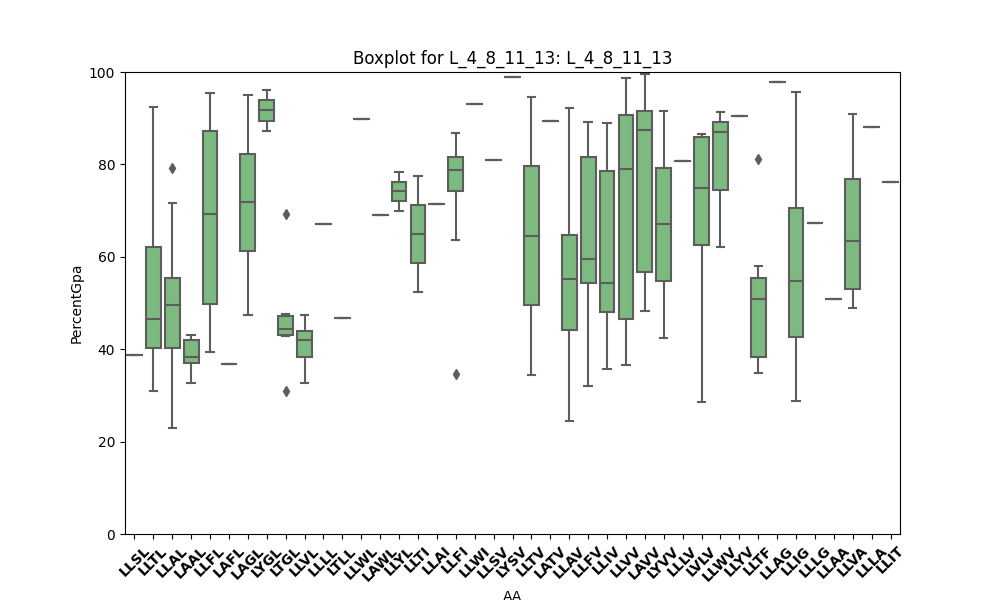 Boxplot for L_4_8_11_13: L_4_8_11_13
PercentGpa
100
80
60
40
20
0
LLSL
LLTL
LLAL
LAAL
LLFL
LAFL
LAGL
LYGL
LTGL
LLVL
LLLL
LTLL
LLWL
LAWL
LLYL
LLTI
LLAI
LLFI
LLWI
LLSV
LYSV
LLTV
LATV
LLAV
LLFV
LLIV
LLVV
LAVV
LYVV
LLLV
LVLV
LLWV
LLYV
LLTF
LLAG
LLIG
LLLG
LLAA
LLVA
LLLA
LLIT
AA